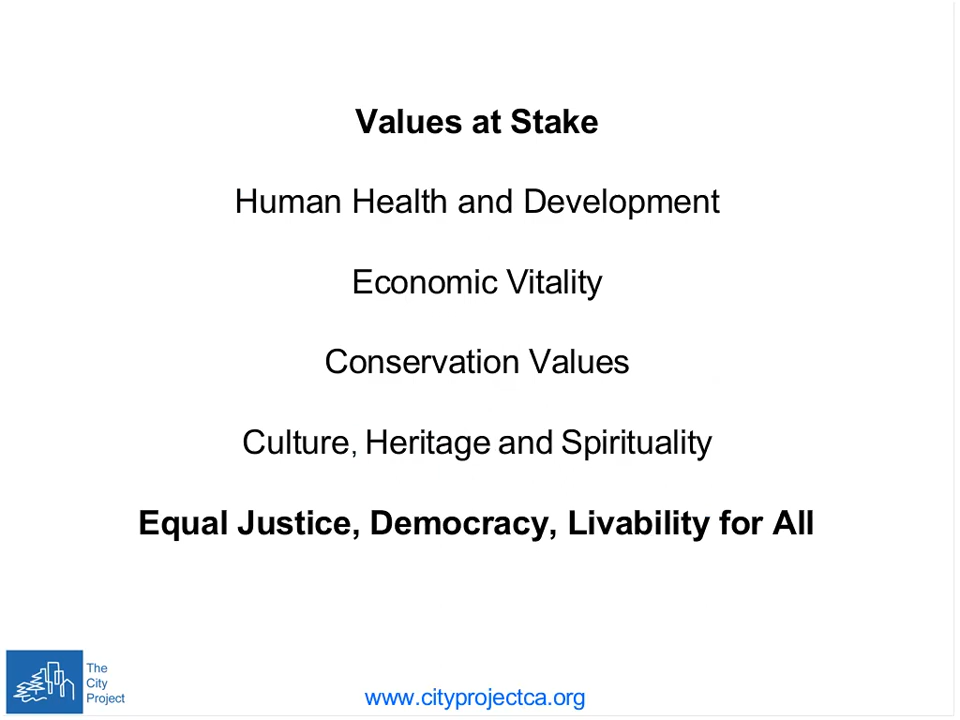 Values at Stake
Human Health and Development
Economic Vitality
Conservation Values
Culture, Heritage and Spirituality
Equal Justice, Democracy, Livability for All
The
City
Project
www.cityprojectca.org